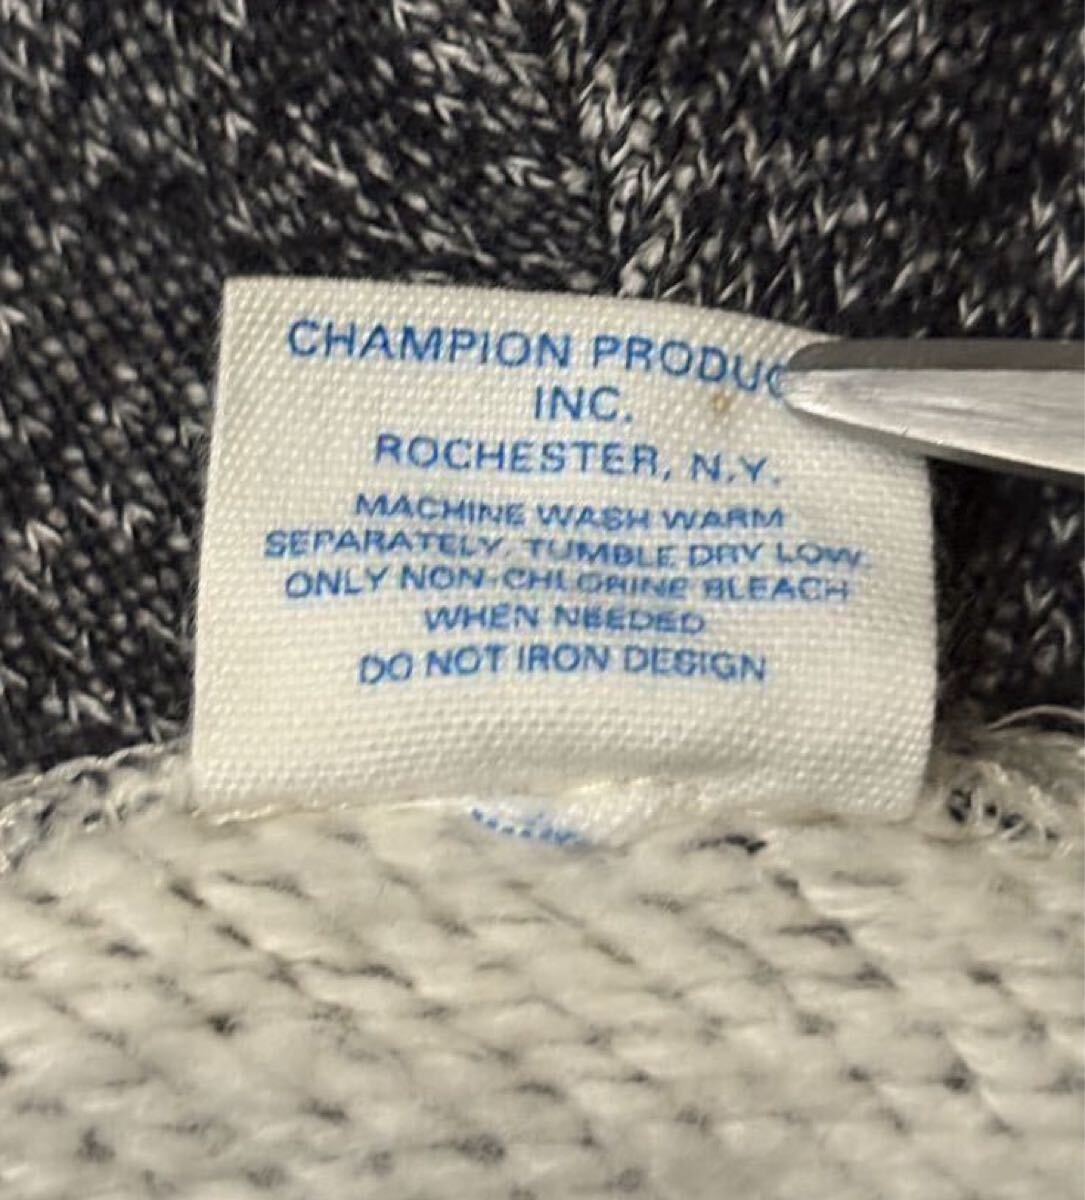 CHAMPION PRODUC
INC.
ROCHESTER, N.Y.
MACHINE WASH WARM
SEPARATELY, TUMBLE DRY LOW
ONLY NON-CHLORINE BLEACH
WHEN NEEDED
DO NOT IRON DESIGN